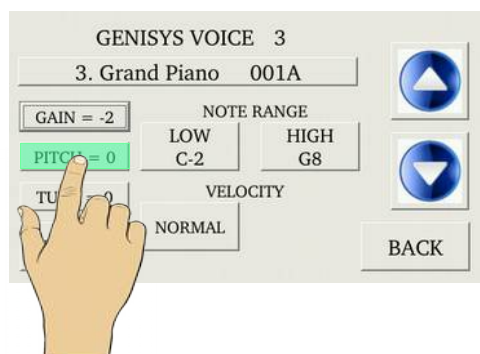 GENISYS VOICE 3
3. Grand Piano 001A
GAIN = -2
NOTE RANGE
LOW
C-2
HIGH
G8
PITCH = 0
VELOCITY
NORMAL
BACK